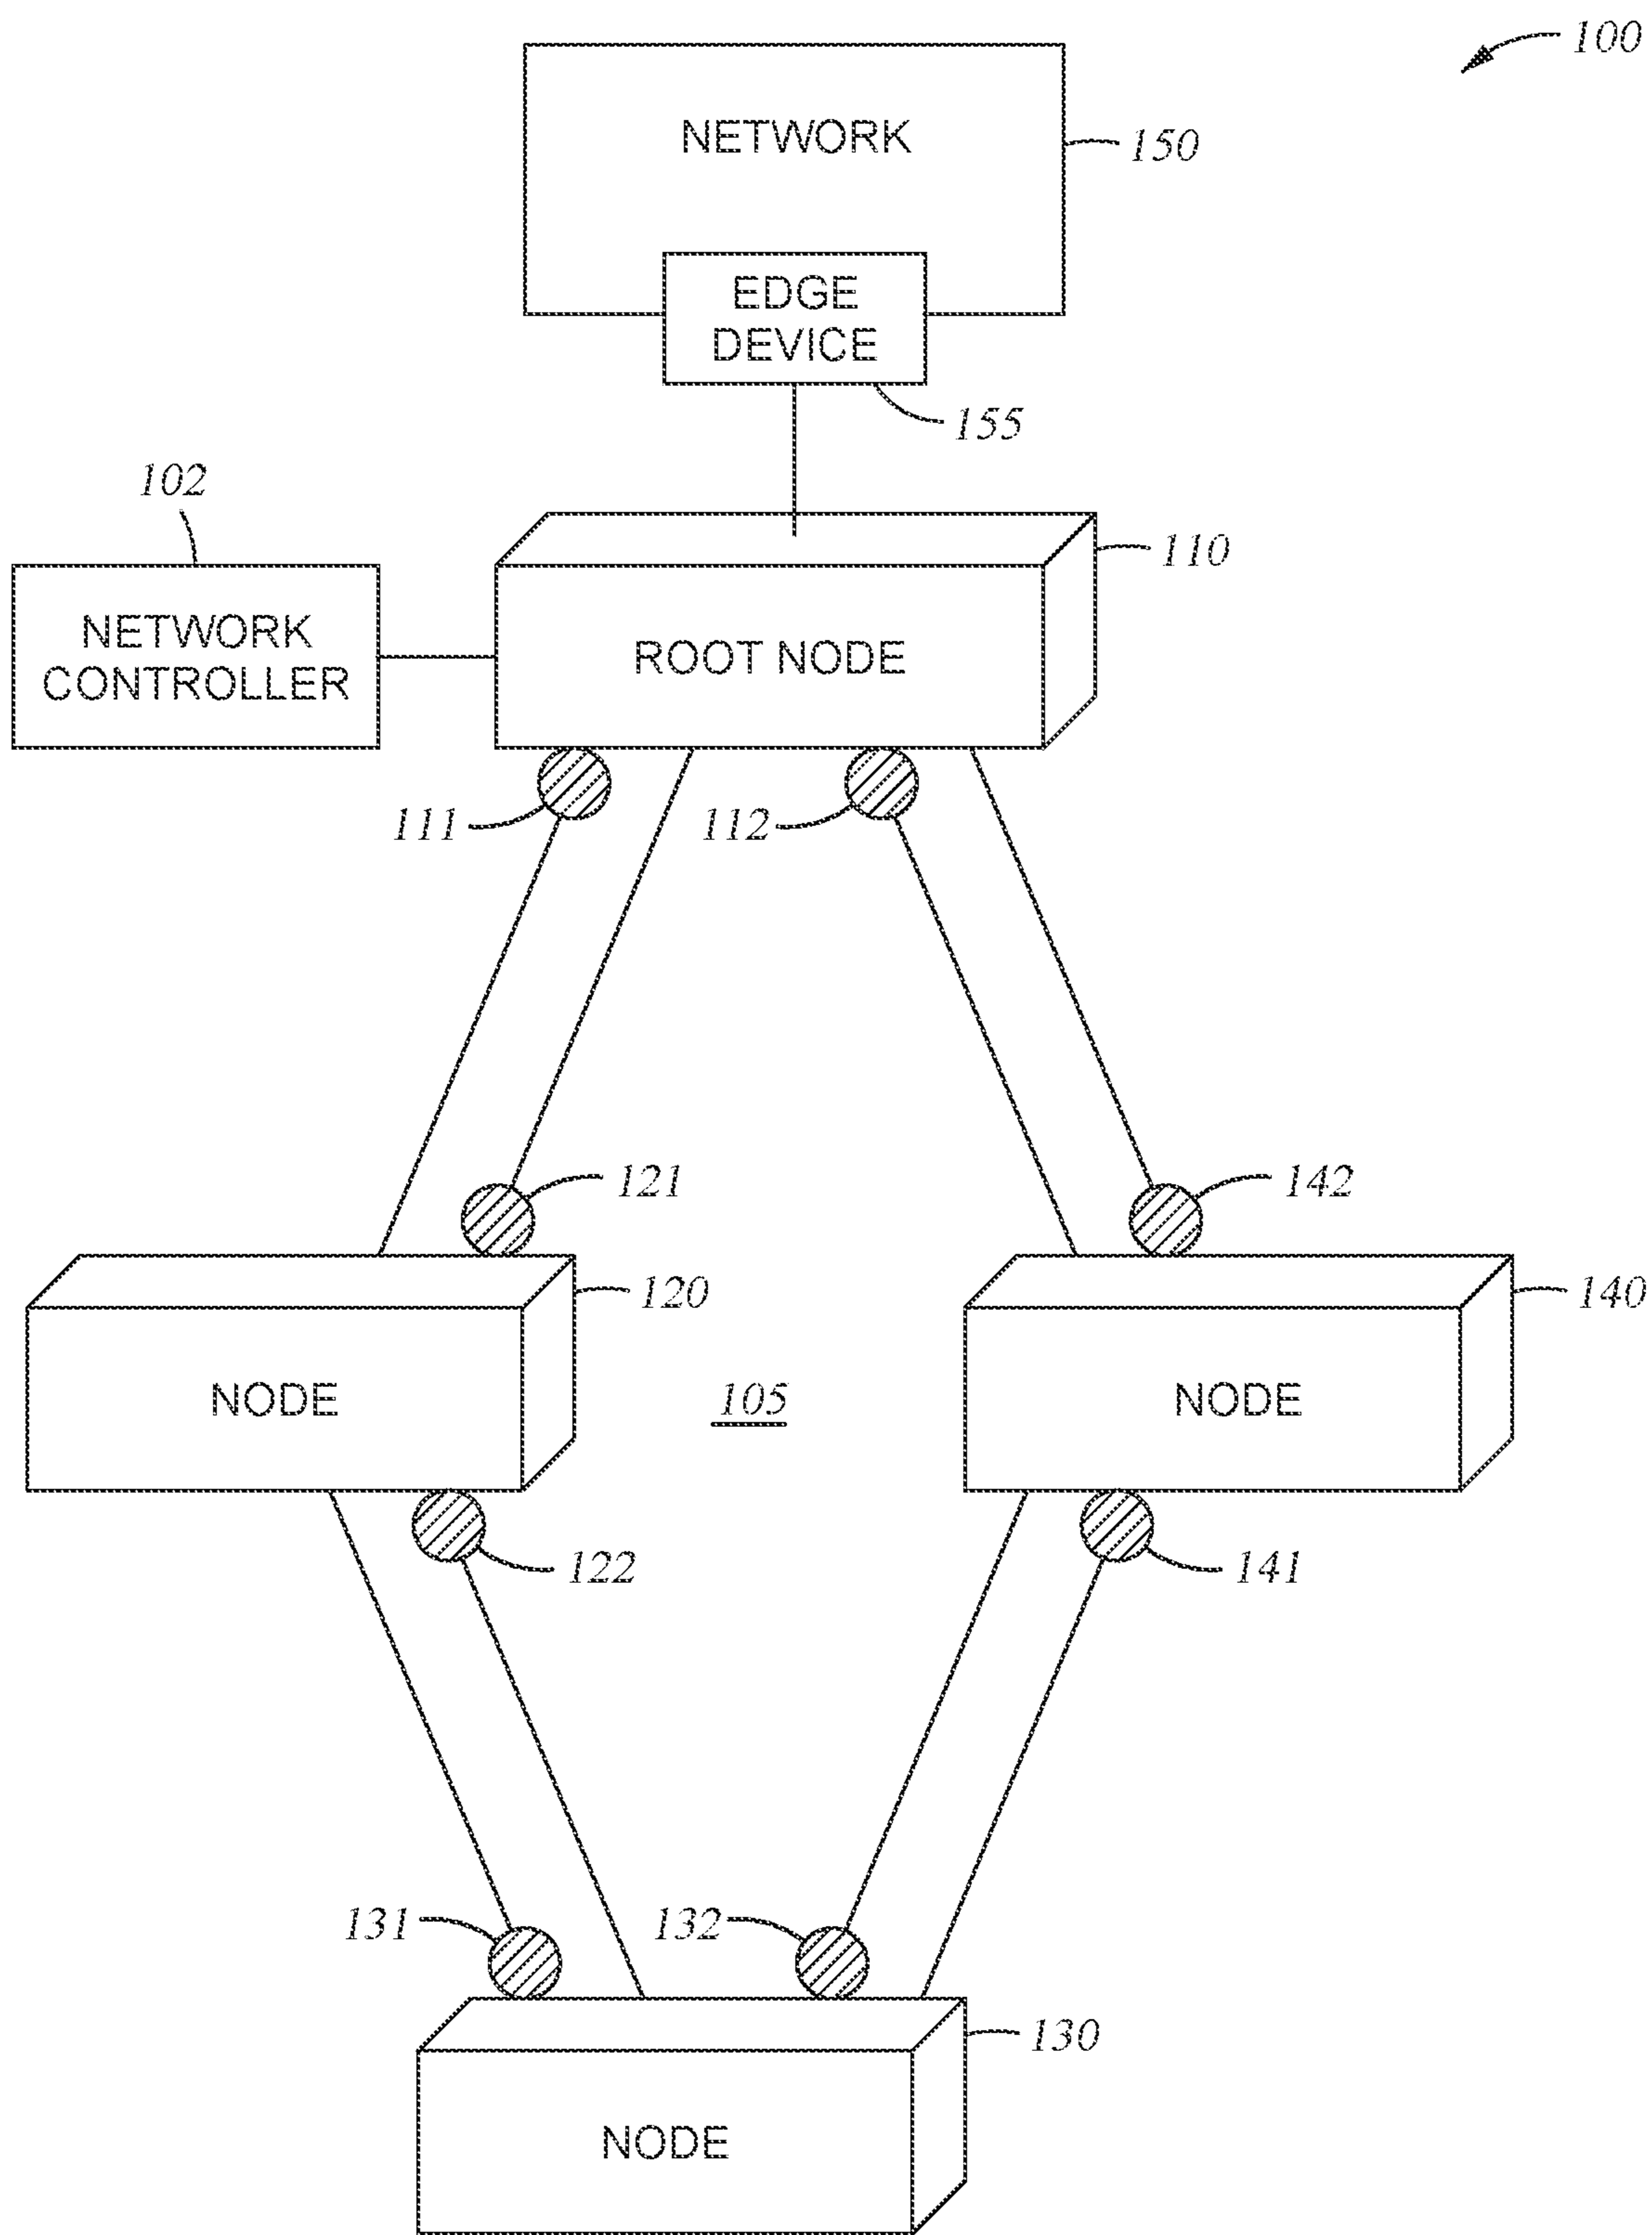 100
NETWORK
150
EDGE
DEVICE
155
102
110
NETWORK
CONTROLLER
ROOT NODE
111
112
121
142
120
140
NODE
105
NODE
122
141
131
132
130
NODE